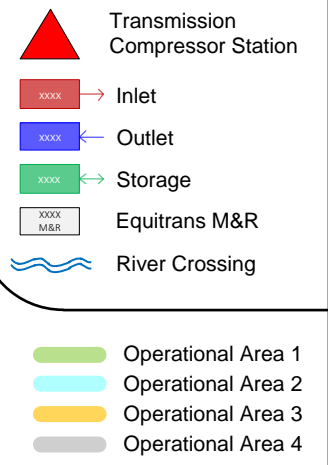 Transmission
Compressor Station
xxxx
Inlet
xxxx
Outlet
xxxx
Storage
XXXX
M&R
Equitrans M&R
River Crossing
Operational Area 1
Operational Area 2
Operational Area 3
Operational Area 4